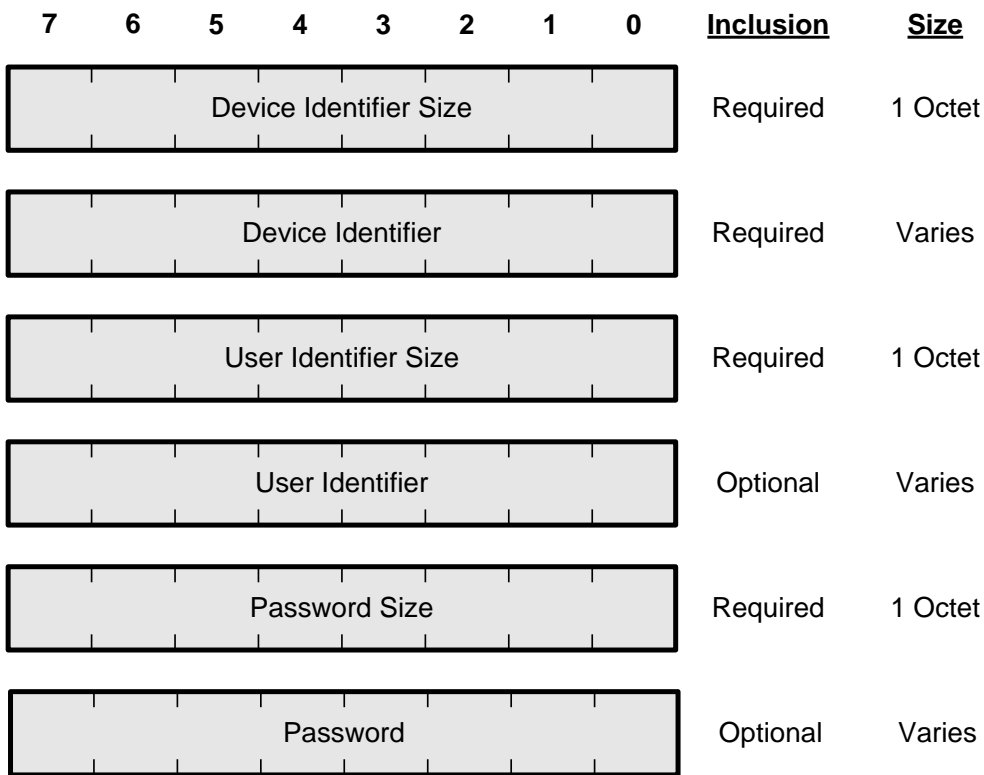 7 6 5 4 3 2 1 0 Inclusion Size
Device Identifier Size Required 1 Octet
Device Identifier Required Varies
User Identifier Size Required 1 Octet
User Identifier Optional Varies
Password Size Required 1 Octet
Password Optional Varies